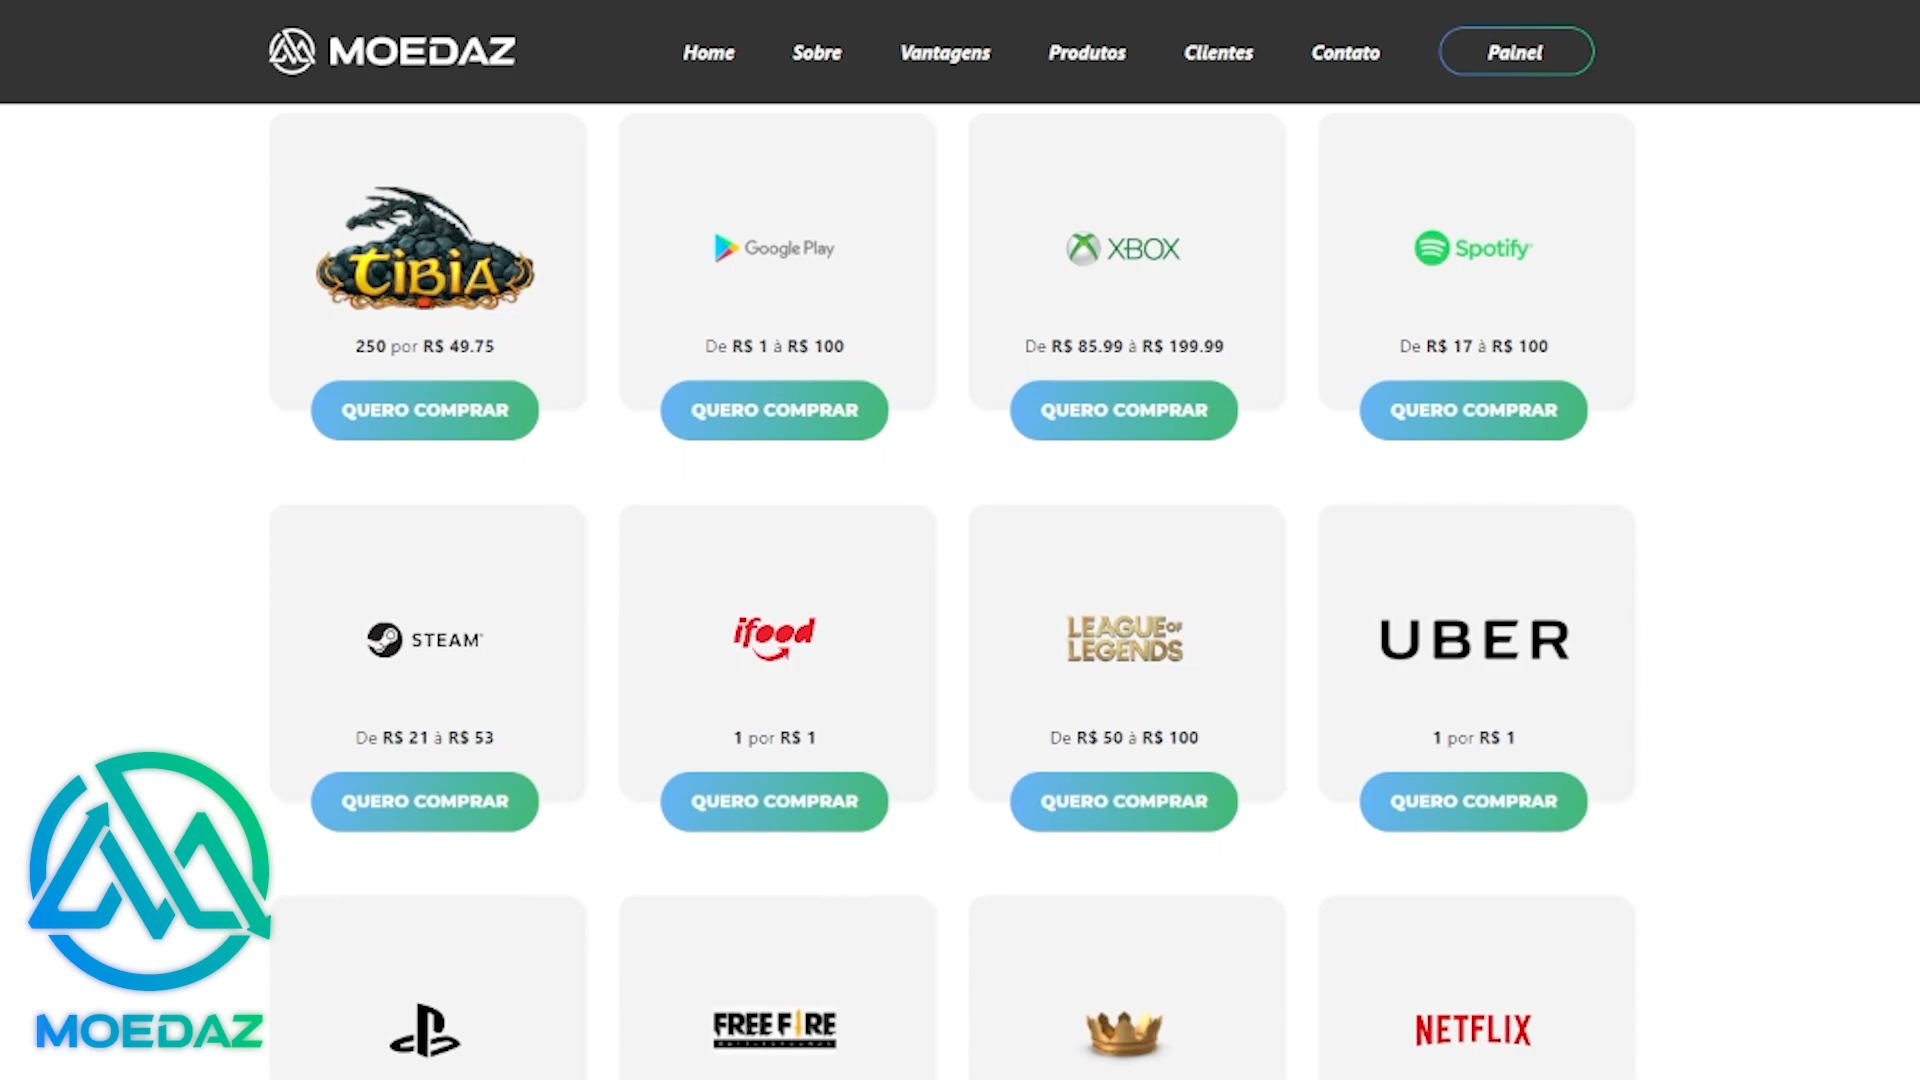 MOEDAZ
Home Sobre Vantagens Produtos Clientes Contato Painel
TIBIA
Google Play
XBOX
Spotify
250 por R$ 49.75
De R$ 1 à R$ 100
De R$ 85.99 à R$ 199.99
De R$ 17 à R$ 100
QUERO COMPRAR
QUERO COMPRAR
QUERO COMPRAR
QUERO COMPRAR
STEAM
ifood
LEAGUE OF
LEGENDS
UBER
De R$ 21 à R$ 53
1 por R$ 1
De R$ 50 à R$ 100
1 por R$ 1
QUERO COMPRAR
QUERO COMPRAR
QUERO COMPRAR
QUERO COMPRAR
FREE FIRE
NETFLIX
MOEDAZ